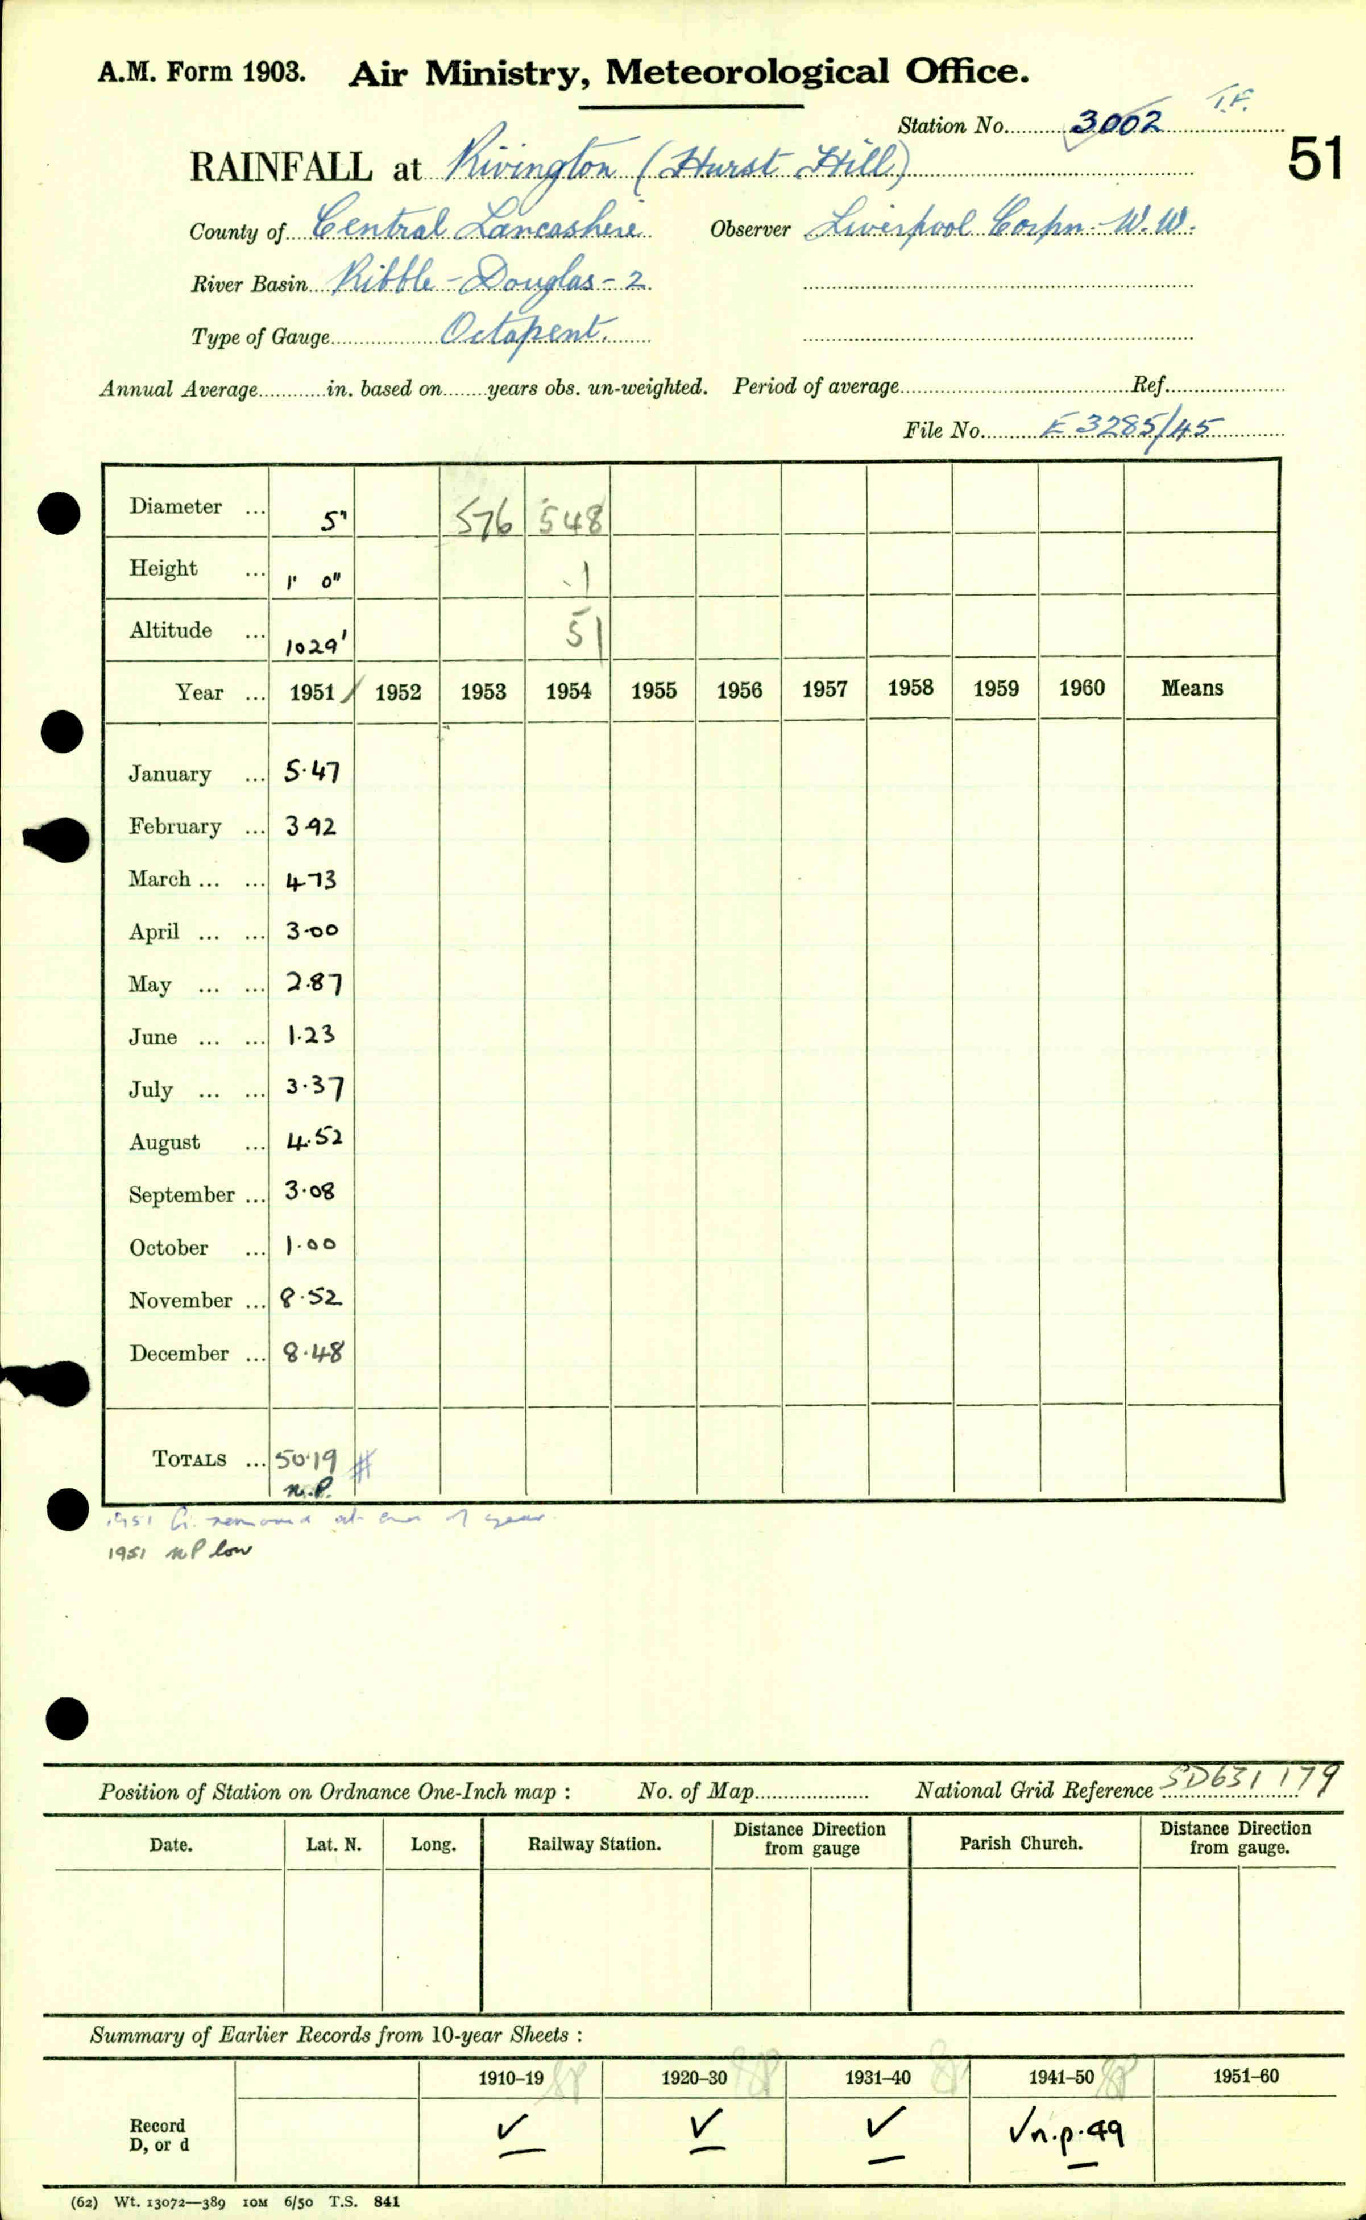 A.M. Form 1903. Air Ministry, Meteorological Office.
T.F.
Station No. 3002
51
RAINFALL at Rivington (Hurst Hill)
County of Central Lancashire Observer Liverpool Corpn. W.W.
River Basin Ribble - Douglas - 2.
Type of Gauge Octapent.
Annual Average in. based on years obs. un-weighted. Period of average Ref.
File No. E 3285/45
Diameter ... 5" 576 548
Height ... 1' 0" 1
Altitude ... 1029' 51
Year ... 1951 / 1952 1953 1954 1955 1956 1957 1958 1959 1960 Means
January ... 5.47
February ... 3.92
March ... ... 4.73
April ... ... 3.00
May ... ... 2.87
June ... ... 1.23
July ... ... 3.37
August ... 4.52
September ... 3.08
October ... 1.00
November ... 8.52
December ... 8.48
TOTALS ... 50.19 #
n.P.
1951 G. removed at end of year.
1951 n P low
Position of Station on Ordnance One-Inch map : No. of Map National Grid Reference SD631179
Date. Lat. N. Long. Railway Station. Distance Direction from gauge Parish Church. Distance Direction from gauge.
Summary of Earlier Records from 10-year Sheets :
1910–19 1920–30 1931–40 1941–50 1951–60
Record D, or d ✓ ✓ ✓ ✓ n.p. 49
(62) Wt. 13072—389 10M 6/50 T.S. 841